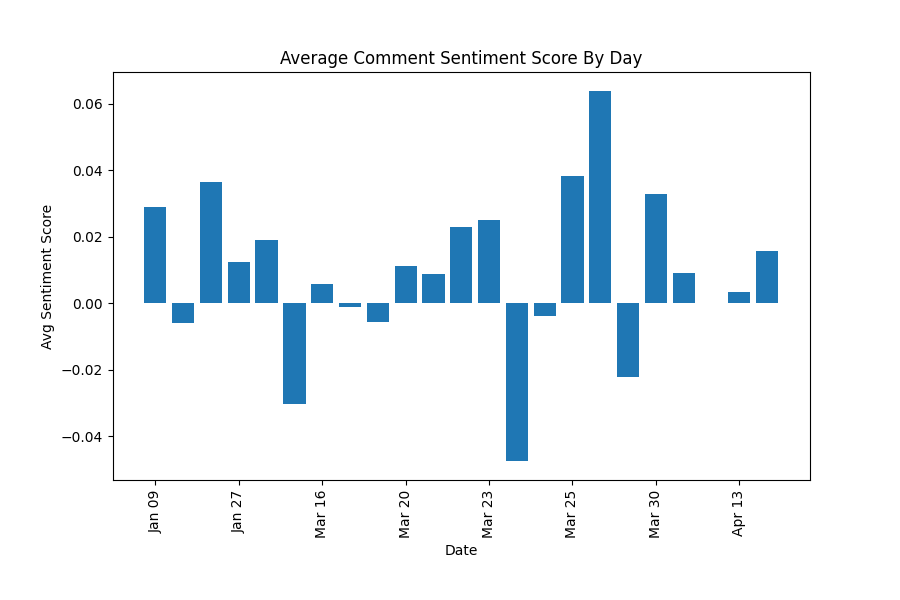 Average Comment Sentiment Score By Day
Avg Sentiment Score
0.06
0.04
0.02
0.00
−0.02
−0.04
Jan 09
Jan 27
Mar 16
Mar 20
Mar 23
Mar 25
Mar 30
Apr 13
Date